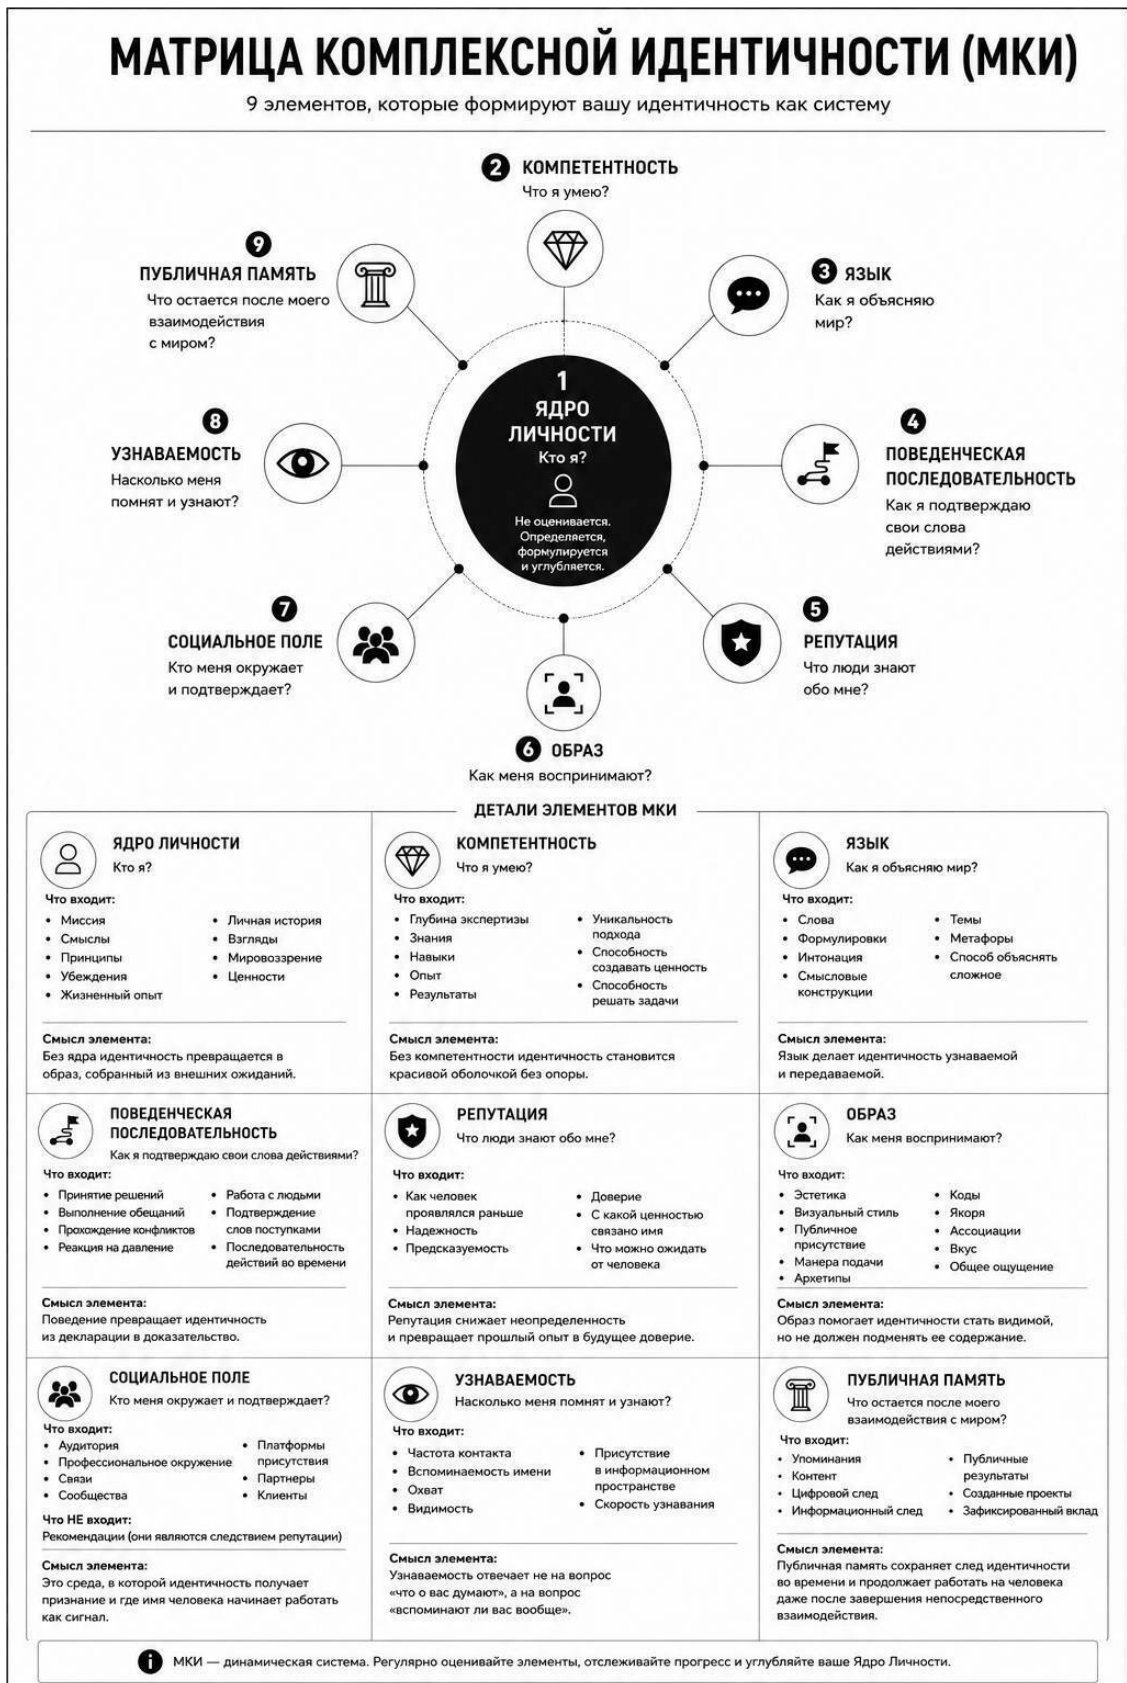 МАТРИЦА КОМПЛЕКСНОЙ ИДЕНТИЧНОСТИ (МКИ)
9 элементов, которые формируют вашу идентичность как систему
2 КОМПЕТЕНТНОСТЬ
Что я умею?
9
ПУБЛИЧНАЯ ПАМЯТЬ
Что остается после моего
взаимодействия
с миром?
3 ЯЗЫК
Как я объясняю
мир?
1
ЯДРО
ЛИЧНОСТИ
Кто я?
Не оценивается.
Определяется,
формулируется
и углубляется.
8
УЗНАВАЕМОСТЬ
Насколько меня
помнят и узнают?
4
ПОВЕДЕНЧЕСКАЯ
ПОСЛЕДОВАТЕЛЬНОСТЬ
Как я подтверждаю
свои слова
действиями?
7
СОЦИАЛЬНОЕ ПОЛЕ
Кто меня окружает
и подтверждает?
5
РЕПУТАЦИЯ
Что люди знают
обо мне?
6 ОБРАЗ
Как меня воспринимают?
ДЕТАЛИ ЭЛЕМЕНТОВ МКИ
ЯДРО ЛИЧНОСТИ
Кто я?
Что входит:
• Миссия
• Смыслы
• Принципы
• Убеждения
• Жизненный опыт
• Личная история
• Взгляды
• Мировоззрение
• Ценности
Смысл элемента:
Без ядра идентичность превращается в
образ, собранный из внешних ожиданий.
КОМПЕТЕНТНОСТЬ
Что я умею?
Что входит:
• Глубина экспертизы
• Знания
• Навыки
• Опыт
• Результаты
• Уникальность
подхода
• Способность
создавать ценность
• Способность
решать задачи
Смысл элемента:
Без компетентности идентичность становится
красивой оболочкой без опоры.
ЯЗЫК
Как я объясняю мир?
Что входит:
• Слова
• Формулировки
• Интонация
• Смысловые
конструкции
• Темы
• Метафоры
• Способ объяснять
сложное
Смысл элемента:
Язык делает идентичность узнаваемой
и передаваемой.
ПОВЕДЕНЧЕСКАЯ
ПОСЛЕДОВАТЕЛЬНОСТЬ
Как я подтверждаю свои слова действиями?
Что входит:
• Принятие решений
• Выполнение обещаний
• Прохождение конфликтов
• Реакция на давление
• Работа с людьми
• Подтверждение
слов поступками
• Последовательность
действий во времени
Смысл элемента:
Поведение превращает идентичность
из декларации в доказательство.
РЕПУТАЦИЯ
Что люди знают обо мне?
Что входит:
• Как человек
проявлялся раньше
• Надежность
• Предсказуемость
• Доверие
• С какой ценностью
связано имя
• Что можно ожидать
от человека
Смысл элемента:
Репутация снижает неопределенность
и превращает прошлый опыт в будущее доверие.
ОБРАЗ
Как меня воспринимают?
Что входит:
• Эстетика
• Визуальный стиль
• Публичное
присутствие
• Манера подачи
• Архетипы
• Коды
• Якоря
• Ассоциации
• Вкус
• Общее ощущение
Смысл элемента:
Образ помогает идентичности стать видимой,
но не должен подменять ее содержание.
СОЦИАЛЬНОЕ ПОЛЕ
Кто меня окружает и подтверждает?
Что входит:
• Аудитория
• Профессиональное окружение
• Связи
• Сообщества
• Платформы
присутствия
• Партнеры
• Клиенты
Что НЕ входит:
Рекомендации (они являются следствием репутации)
Смысл элемента:
Это среда, в которой идентичность получает
признание и где имя человека начинает работать
как сигнал.
УЗНАВАЕМОСТЬ
Насколько меня помнят и узнают?
Что входит:
• Частота контакта
• Вспоминаемость имени
• Охват
• Видимость
• Присутствие
в информационном
пространстве
• Скорость узнавания
Смысл элемента:
Узнаваемость отвечает не на вопрос
«что о вас думают», а на вопрос
«вспоминают ли вас вообще».
ПУБЛИЧНАЯ ПАМЯТЬ
Что остается после моего
взаимодействия с миром?
Что входит:
• Упоминания
• Контент
• Цифровой след
• Информационный след
• Публичные
результаты
• Созданные проекты
• Зафиксированный вклад
Смысл элемента:
Публичная память сохраняет след идентичности
во времени и продолжает работать на человека
даже после завершения непосредственного
взаимодействия.
i МКИ — динамическая система. Регулярно оценивайте элементы, отслеживайте прогресс и углубляйте ваше Ядро Личности.